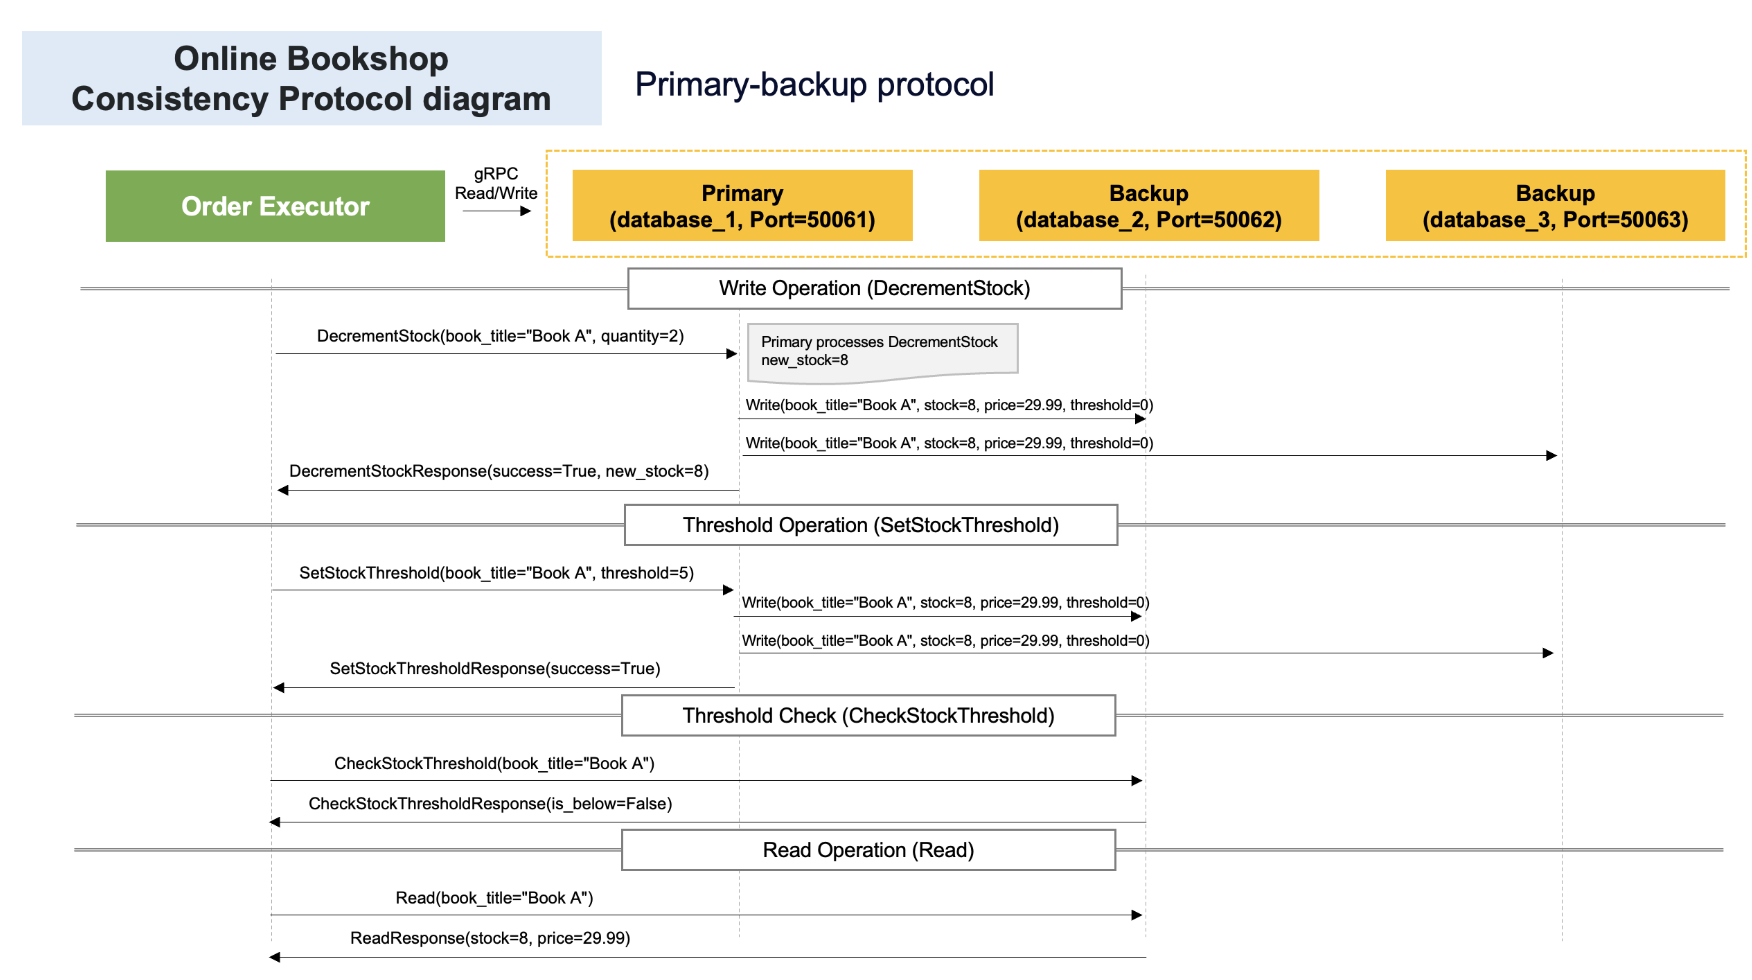 Online Bookshop
Consistency Protocol diagram
Primary-backup protocol
Order Executor
gRPC
Read/Write
Primary
(database_1, Port=50061)
Backup
(database_2, Port=50062)
Backup
(database_3, Port=50063)
Write Operation (DecrementStock)
DecrementStock(book_title="Book A", quantity=2)
Primary processes DecrementStock
new_stock=8
Write(book_title="Book A", stock=8, price=29.99, threshold=0)
Write(book_title="Book A", stock=8, price=29.99, threshold=0)
DecrementStockResponse(success=True, new_stock=8)
Threshold Operation (SetStockThreshold)
SetStockThreshold(book_title="Book A", threshold=5)
Write(book_title="Book A", stock=8, price=29.99, threshold=0)
Write(book_title="Book A", stock=8, price=29.99, threshold=0)
SetStockThresholdResponse(success=True)
Threshold Check (CheckStockThreshold)
CheckStockThreshold(book_title="Book A")
CheckStockThresholdResponse(is_below=False)
Read Operation (Read)
Read(book_title="Book A")
ReadResponse(stock=8, price=29.99)